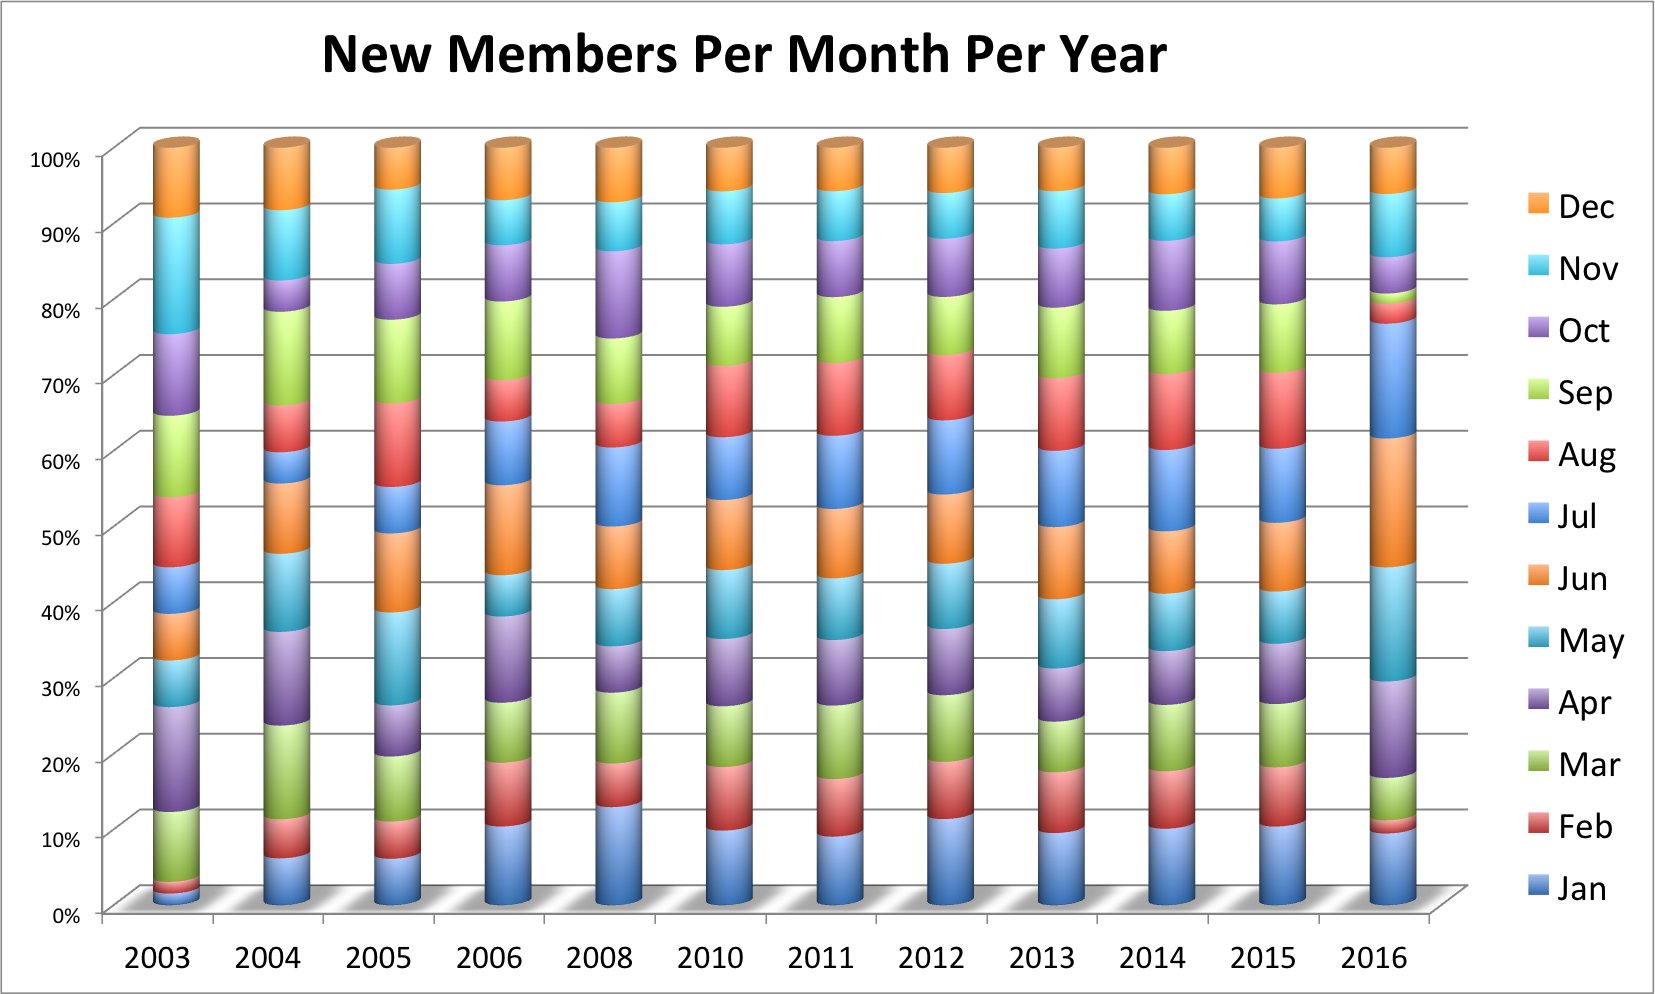 New Members Per Month Per Year
100%
90%
80%
70%
60%
50%
40%
30%
20%
10%
0%
2003 2004 2005 2006 2008 2010 2011 2012 2013 2014 2015 2016
Dec
Nov
Oct
Sep
Aug
Jul
Jun
May
Apr
Mar
Feb
Jan